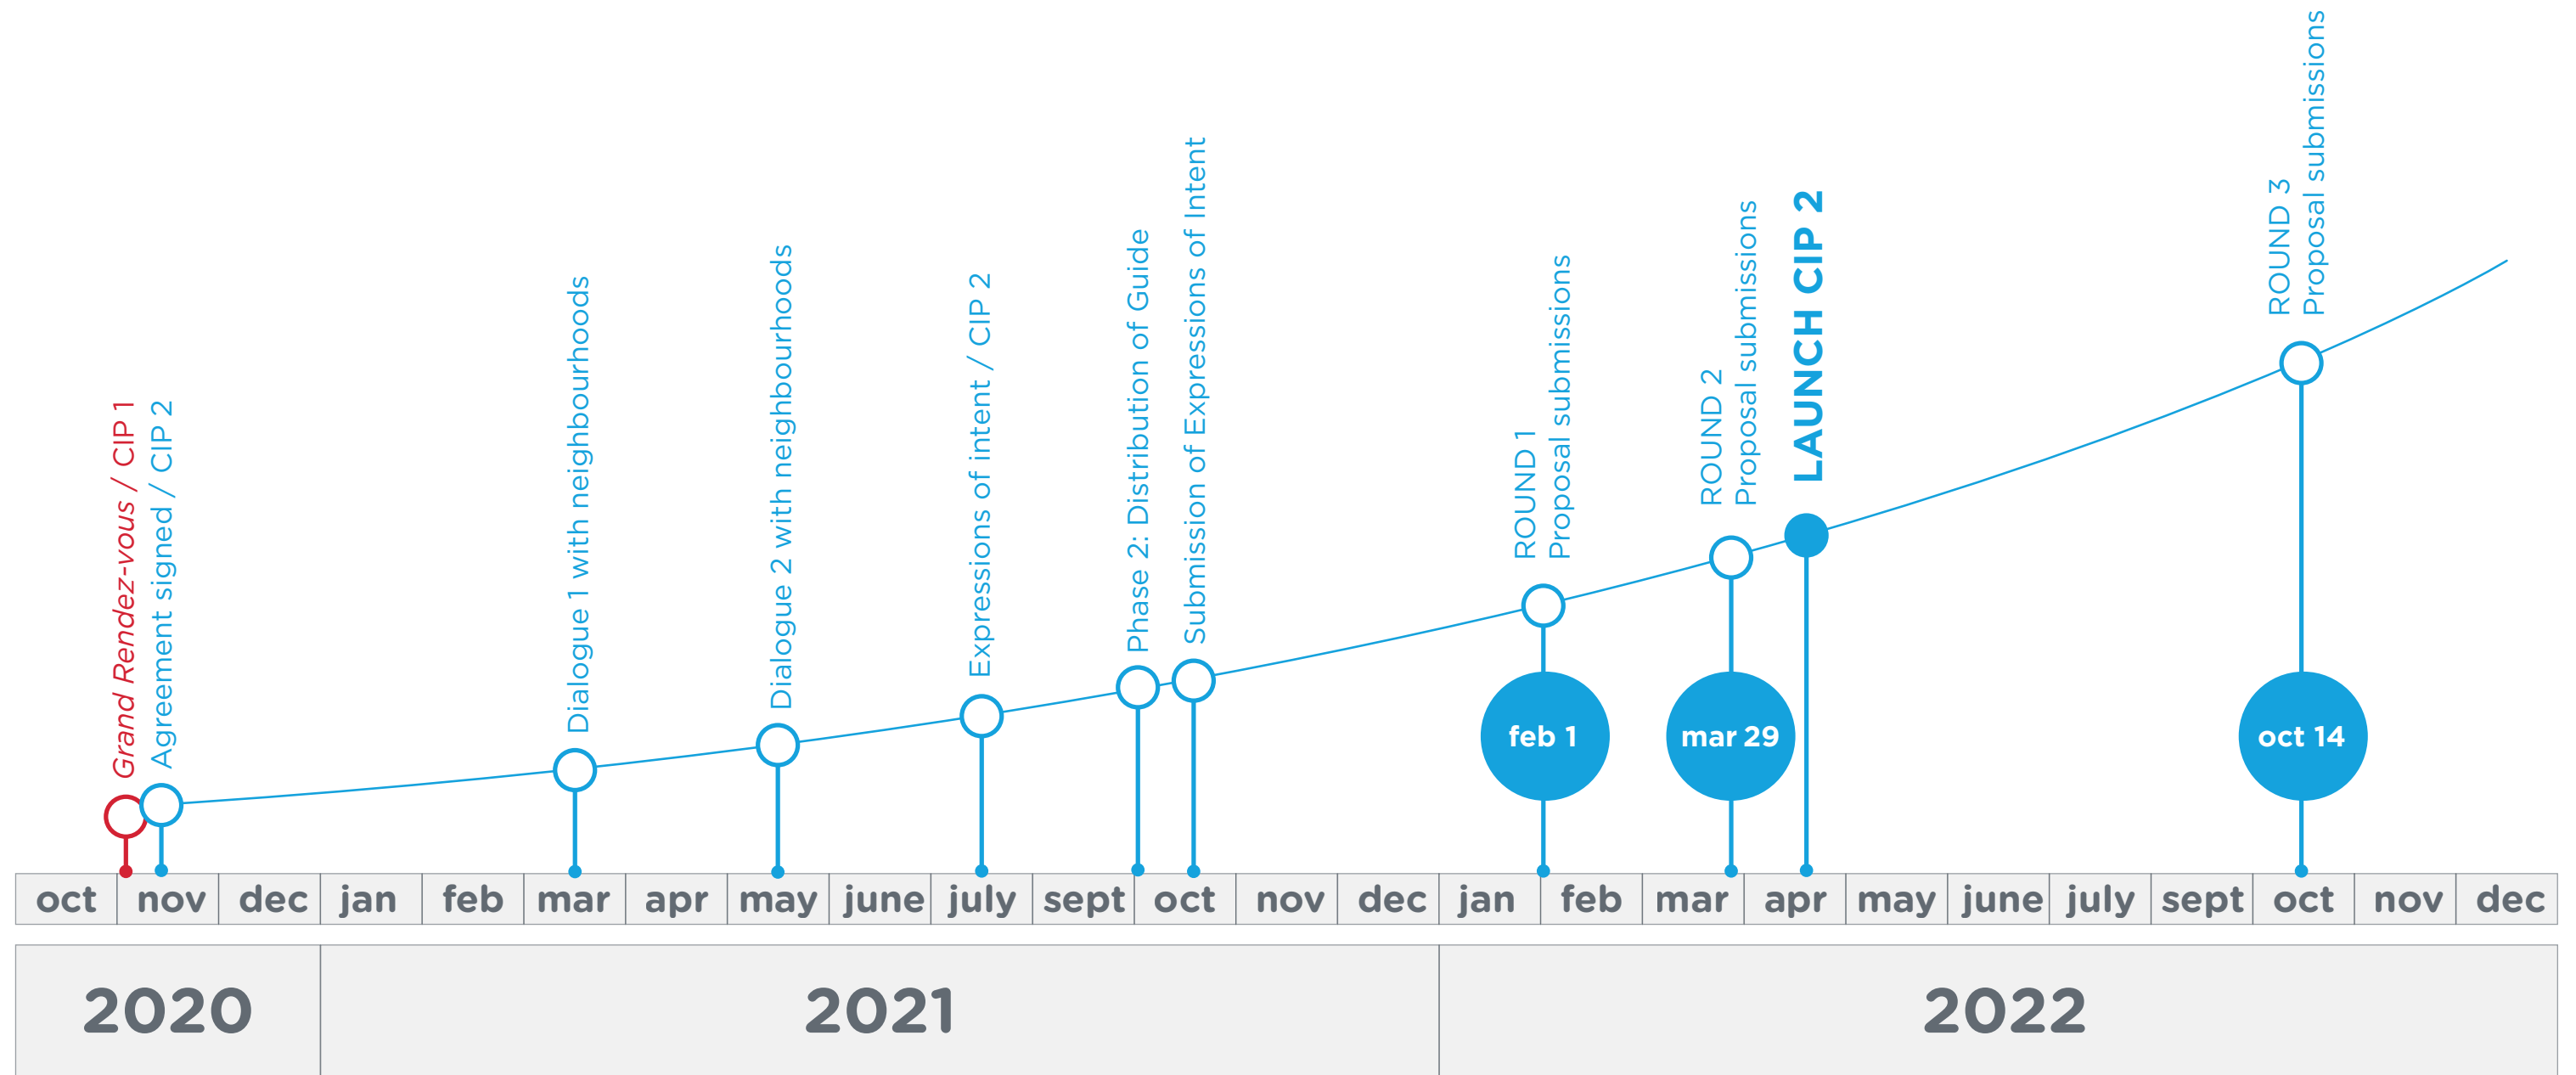 Grand Rendez-vous / CIP 1
Agreement signed / CIP 2
Dialogue 1 with neighbourhoods
Dialogue 2 with neighbourhoods
Expressions of intent / CIP 2
Phase 2: Distribution of Guide
Submission of Expressions of Intent
ROUND 1
Proposal submissions
ROUND 2
Proposal submissions
LAUNCH CIP 2
ROUND 3
Proposal submissions
feb 1
mar 29
oct 14
oct nov dec jan feb mar apr may june july sept oct nov dec jan feb mar apr may june july sept oct nov dec
2020 2021 2022